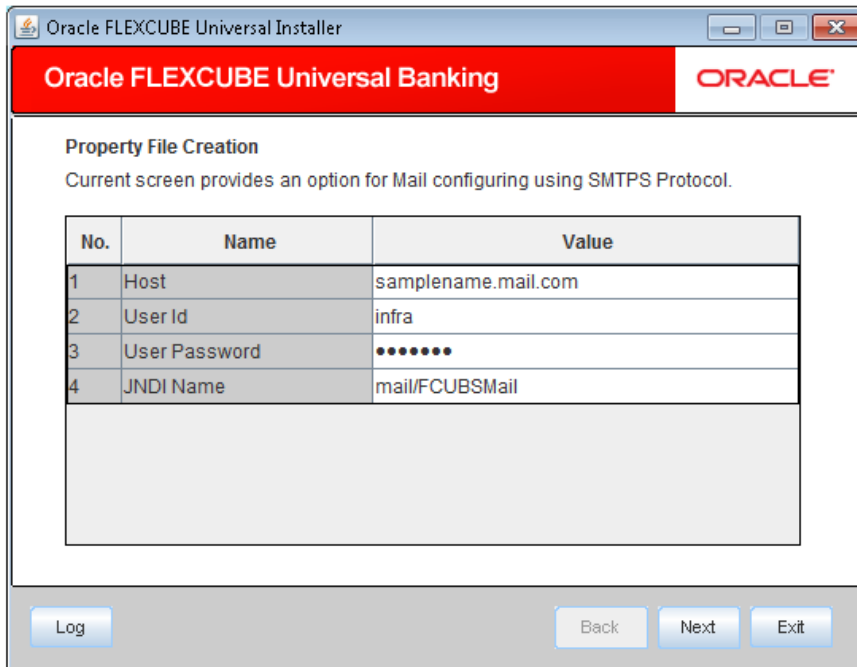 Oracle FLEXCUBE Universal Installer
Oracle FLEXCUBE Universal Banking
ORACLE
Property File Creation
Current screen provides an option for Mail configuring using SMTPS Protocol.
No. Name Value
1 Host samplename.mail.com
2 User Id infra
3 User Password •••••••
4 JNDI Name mail/FCUBSMail
Log Back Next Exit